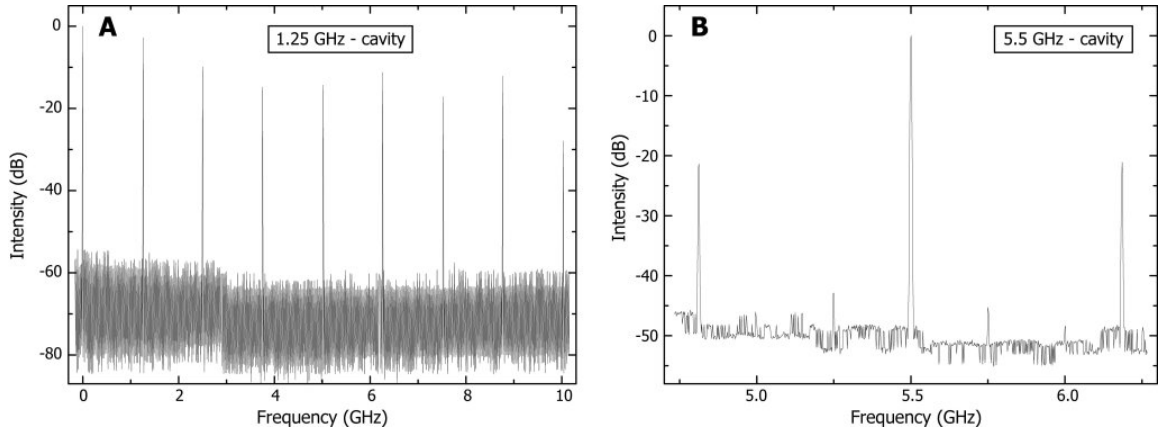 A
1.25 GHz - cavity
0
-20
-40
-60
-80
Intensity (dB)
0 2 4 6 8 10
Frequency (GHz)
B
5.5 GHz - cavity
0
-10
-20
-30
-40
-50
Intensity (dB)
5.0 5.5 6.0
Frequency (GHz)